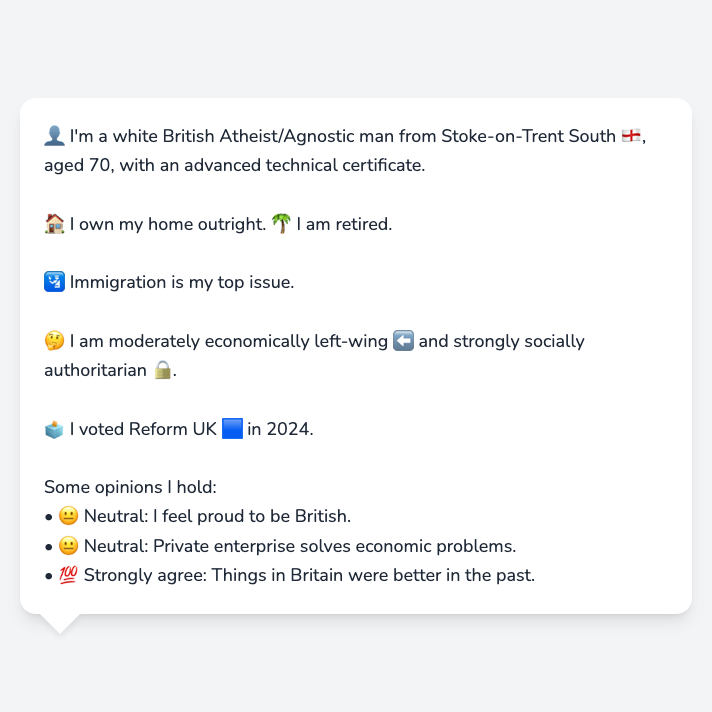 👤 I'm a white British Atheist/Agnostic man from Stoke-on-Trent South 🏴󠁧󠁢󠁥󠁮󠁧󠁿,
aged 70, with an advanced technical certificate.
🏠 I own my home outright. 🌴 I am retired.
🛂 Immigration is my top issue.
🤔 I am moderately economically left-wing ⬅️ and strongly socially
authoritarian 🔒.
🗳️ I voted Reform UK 🟦 in 2024.
Some opinions I hold:
• 😐 Neutral: I feel proud to be British.
• 😐 Neutral: Private enterprise solves economic problems.
• 💯 Strongly agree: Things in Britain were better in the past.